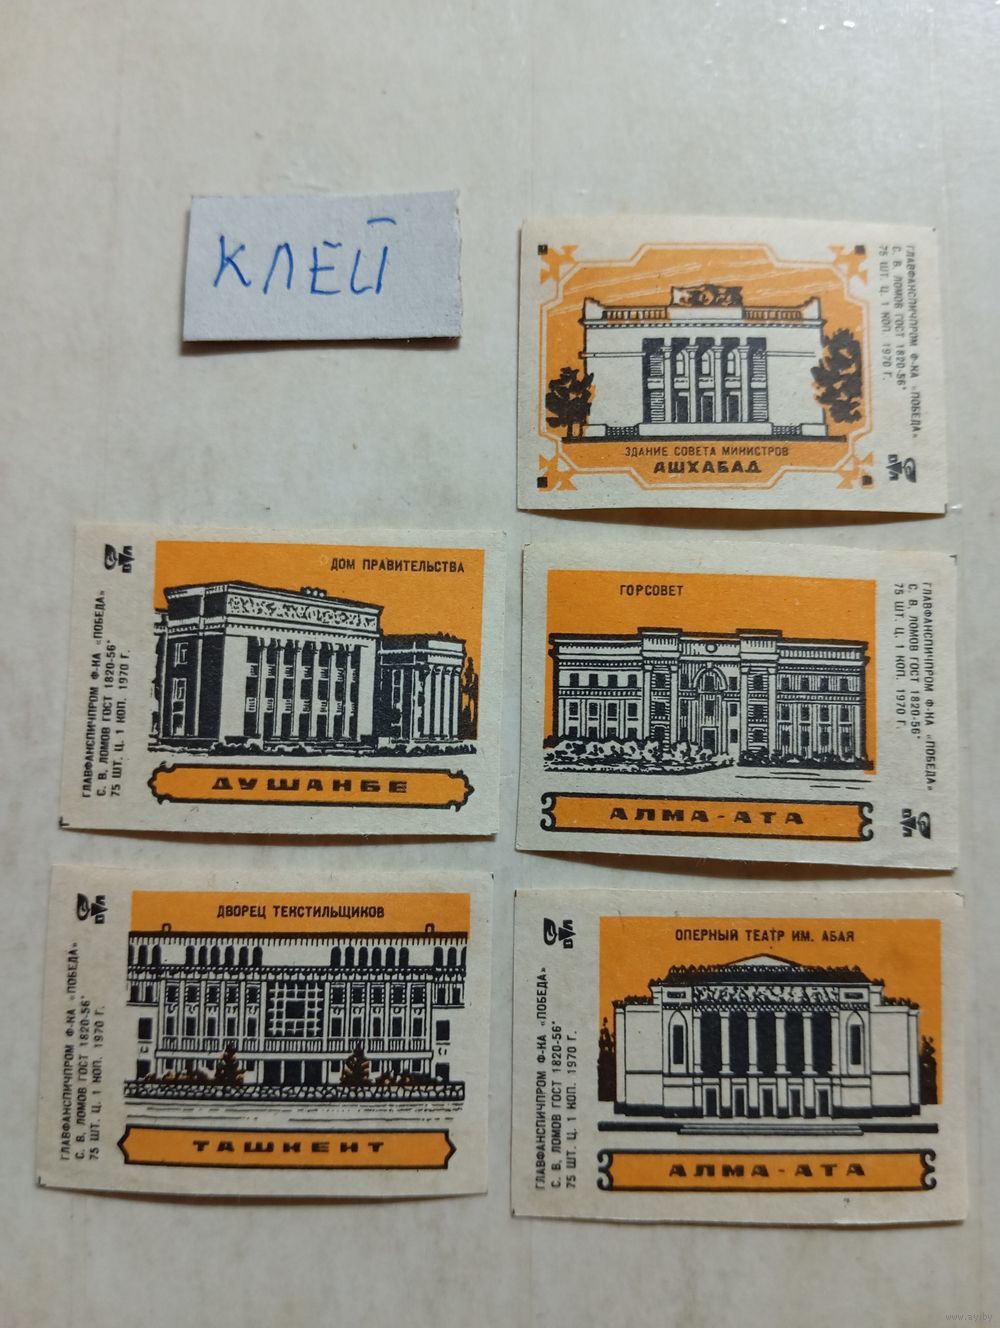 КЛЕЙ
ЗДАНИЕ СОВЕТА МИНИСТРОВ
АШХАБАД
ГЛАВФАНСПИЧПРОМ Ф-КА «ПОБЕДА»
С. В. ЛОМОВ ГОСТ 1820-56*
75 ШТ. Ц. 1 КОП. 1970 Г.
ДОМ ПРАВИТЕЛЬСТВА
ДУШАНБЕ
ГЛАВФАНСПИЧПРОМ Ф-КА «ПОБЕДА»
С. В. ЛОМОВ ГОСТ 1820-56*
75 ШТ. Ц. 1 КОП. 1970 Г.
ГОРСОВЕТ
АЛМА-АТА
ГЛАВФАНСПИЧПРОМ Ф-КА «ПОБЕДА»
С. В. ЛОМОВ ГОСТ 1820-56*
75 ШТ. Ц. 1 КОП. 1970 Г.
ДВОРЕЦ ТЕКСТИЛЬЩИКОВ
ТАШКЕНТ
ГЛАВФАНСПИЧПРОМ Ф-КА «ПОБЕДА»
С. В. ЛОМОВ ГОСТ 1820-56*
75 ШТ. Ц. 1 КОП. 1970 Г.
ОПЕРНЫЙ ТЕАТР ИМ. АБАЯ
АЛМА-АТА
ГЛАВФАНСПИЧПРОМ Ф-КА «ПОБЕДА»
С. В. ЛОМОВ ГОСТ 1820-56*
75 ШТ. Ц. 1 КОП. 1970 Г.
www.ay.by